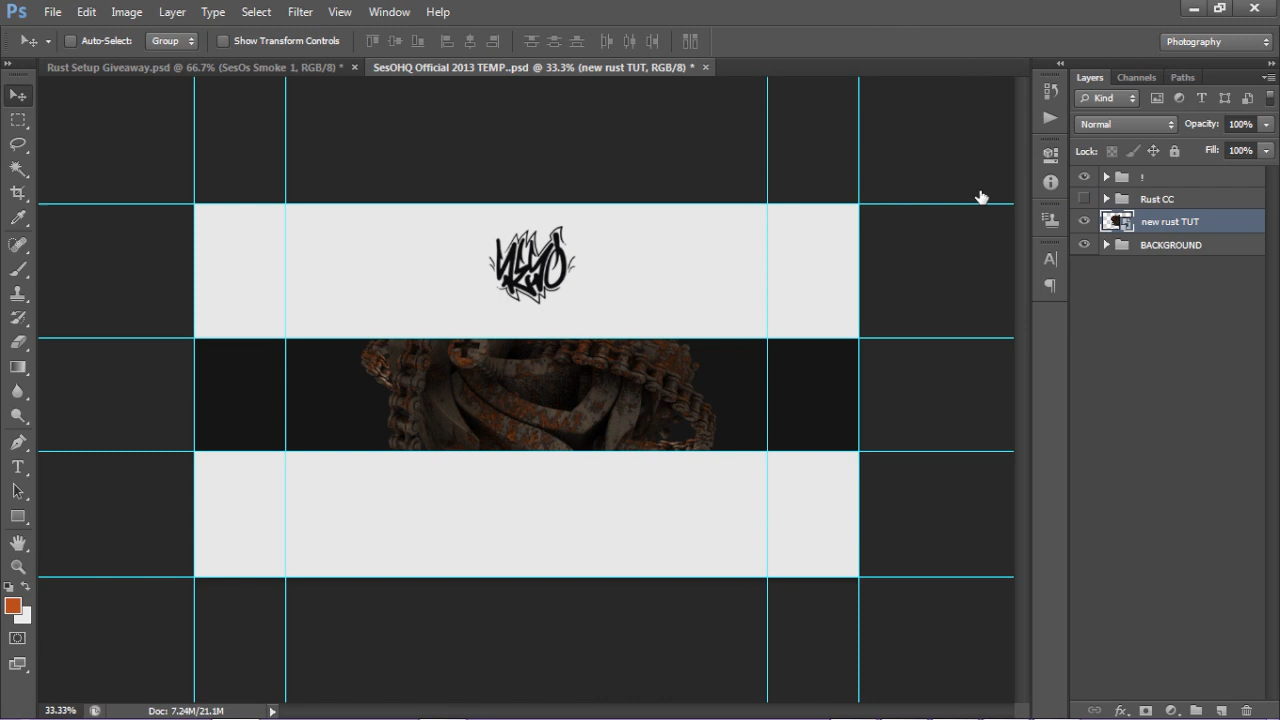 Ps File Edit Image Layer Type Select Filter View Window Help
Auto-Select: Group Show Transform Controls Photography
Rust Setup Giveaway.psd @ 66.7% (SesOs Smoke 1, RGB/8) * × SesOHQ Official 2013 TEMP..psd @ 33.3% (new rust TUT, RGB/8) * ×
Layers Channels Paths
Kind
Normal Opacity: 100%
Lock: Fill: 100%
!
Rust CC
new rust TUT
BACKGROUND
33.33% Doc: 7.24M/21.1M